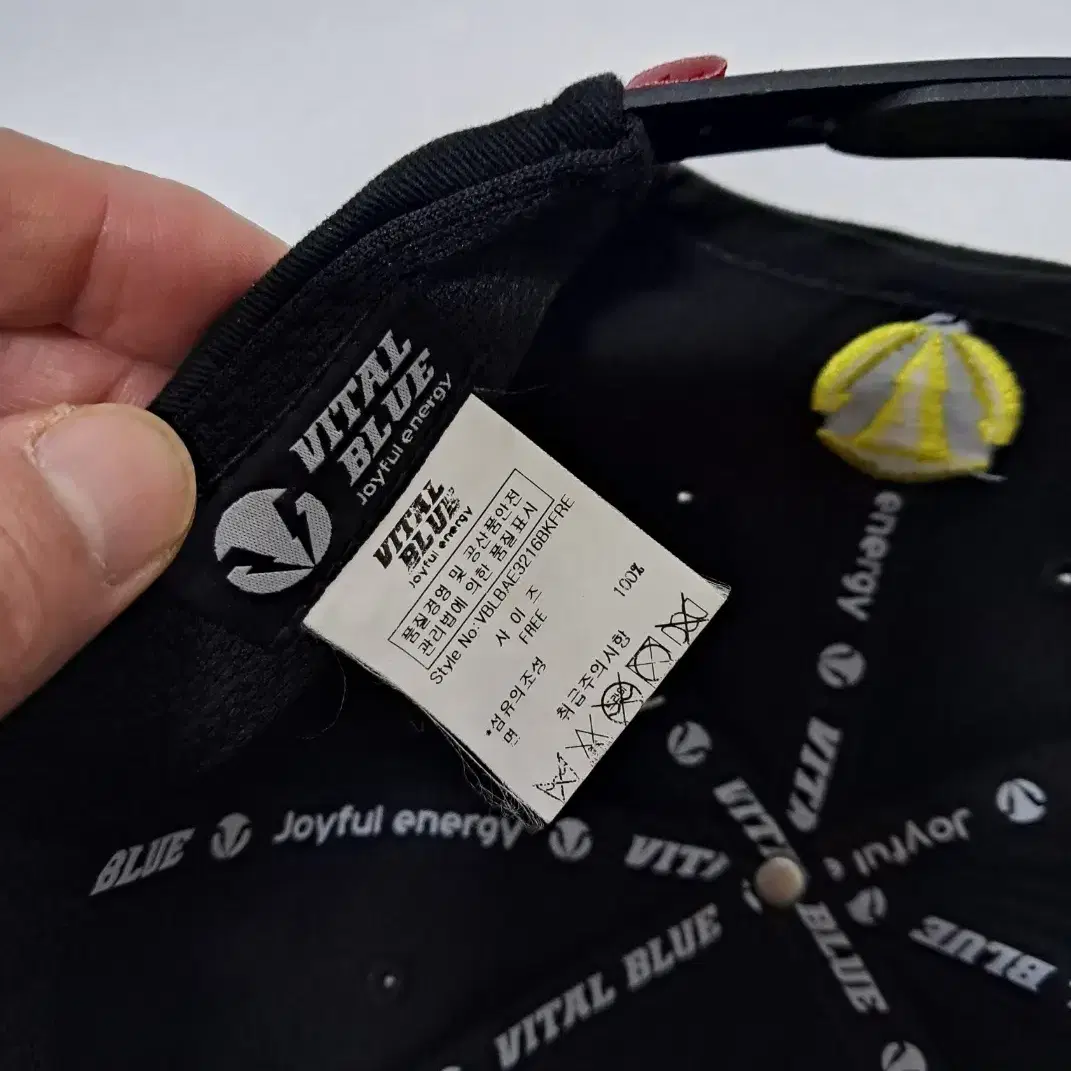 VITAL
BLUE
Joyful energy
VITAL
BLUE
Joyful energy
품질경영 및 공산품안전
관리법에 의한 품질표시
Style No:VBLBAE3216BKFRE
사 이 즈
FREE
*섬유의조성
면 100%
취급주의사항
energy
VITA
Joyful
BLUE
Joyful energy
VITA
VITA
BLUE
BLUE
VITAL BLUE